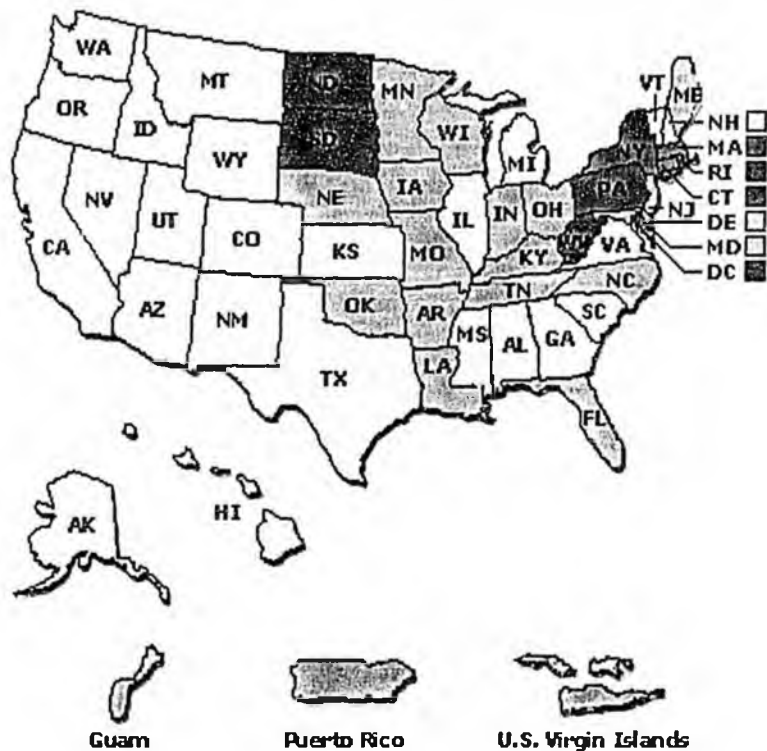 WA
MT
ND
MN
VT
ME
OR
ID
SD
WI
NH
WY
MI
NY
MA
RI
NV
NE
IA
PA
CT
UT
IL
IN
OH
NJ
DE
CA
CO
KS
MO
WV
VA
MD
KY
DC
AZ
NM
OK
AR
TN
NC
MS
AL
GA
SC
TX
LA
FL
HI
AK
Guam
Puerto Rico
U.S. Virgin Islands